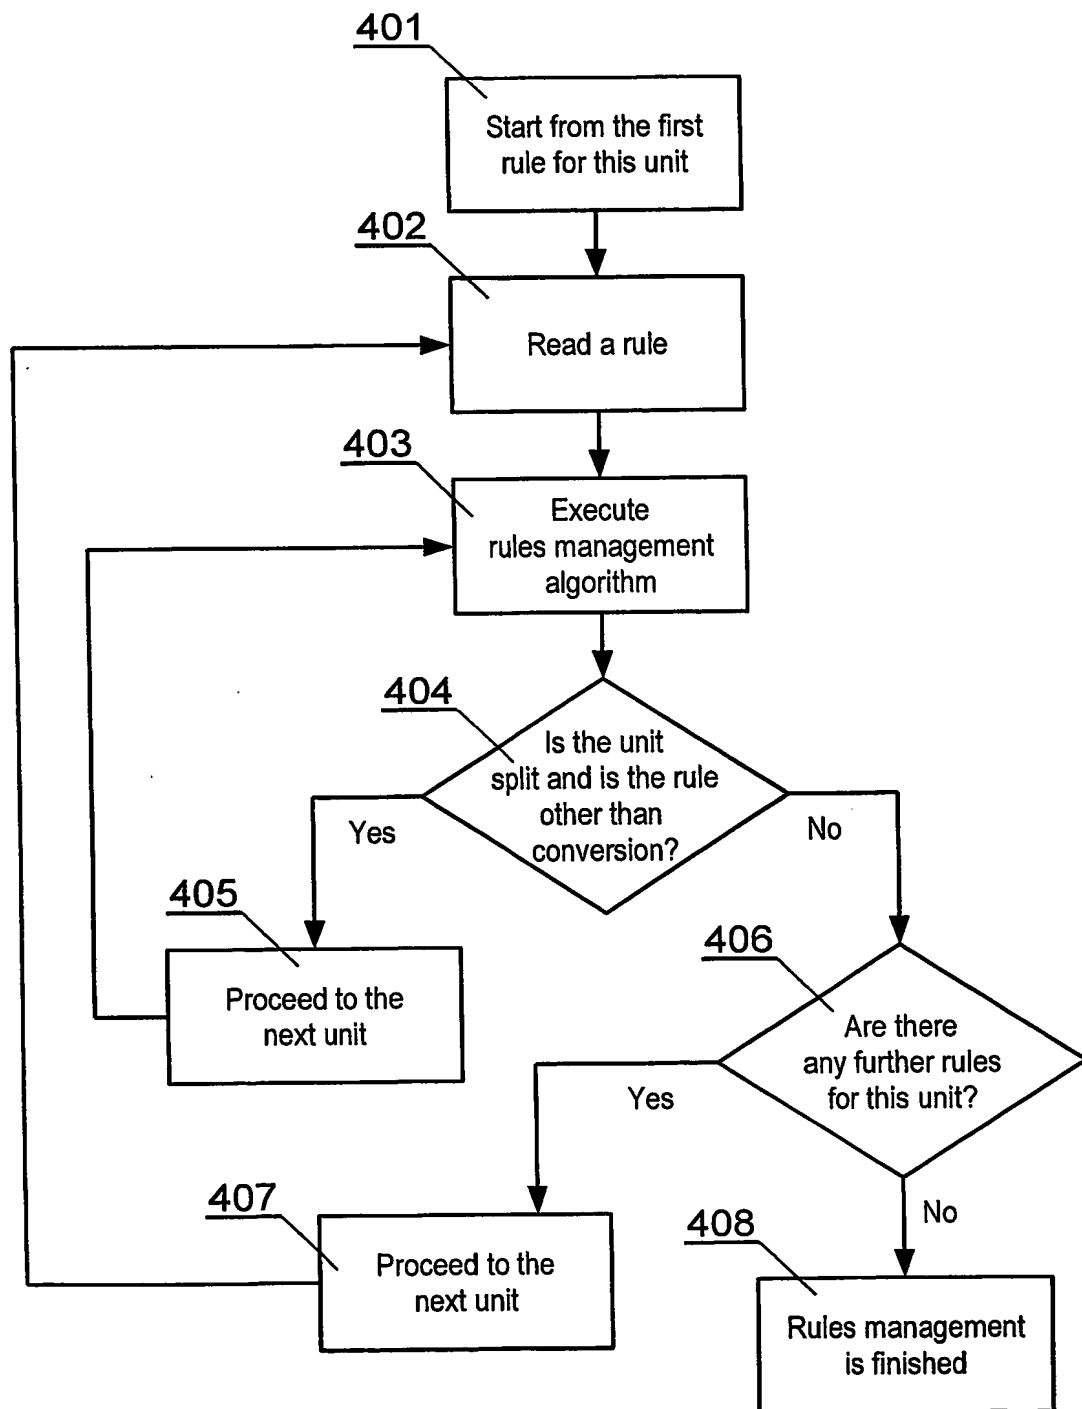 401
Start from the first
rule for this unit
402
Read a rule
403
Execute
rules management
algorithm
404
Is the unit
split and is the rule
other than
conversion?
Yes
No
405
Proceed to the
next unit
406
Are there
any further rules
for this unit?
Yes
No
407
Proceed to the
next unit
408
Rules management
is finished